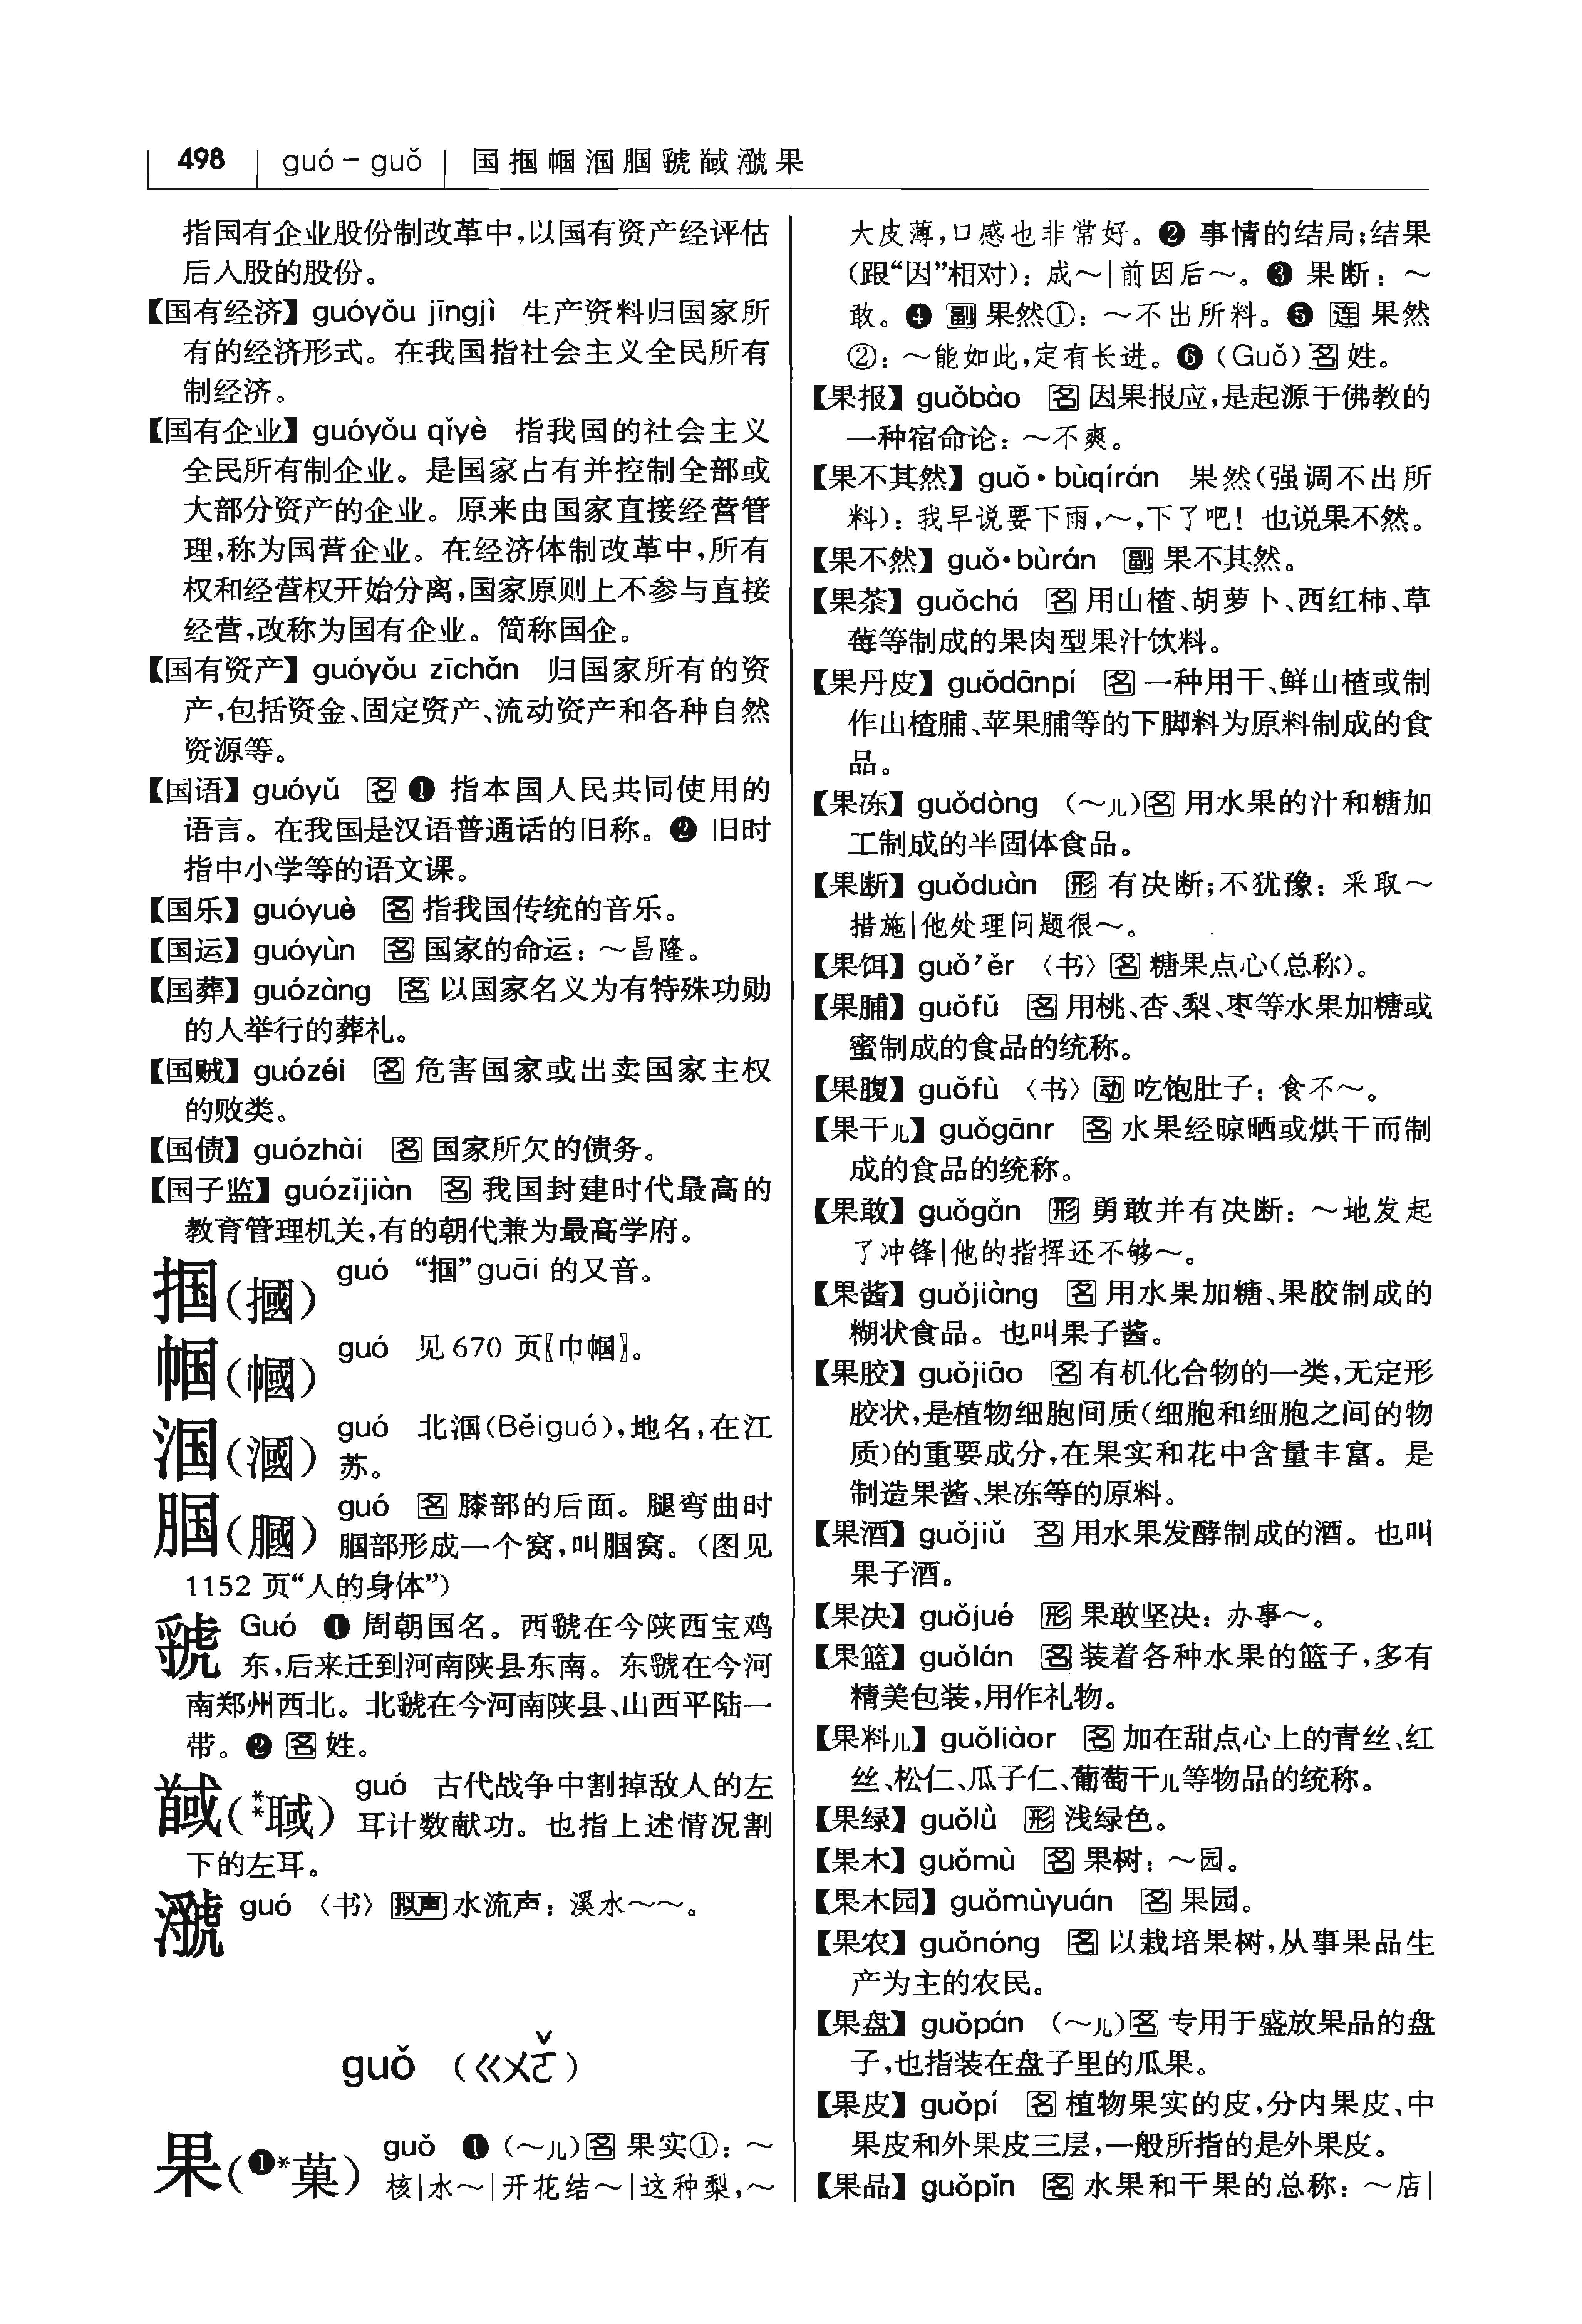 498 guó－guǒ 国掴帼涸腘虢馘瀫果
指国有企业股份制改革中,以国有资产经评估
后入股的股份。
【国有经济】guóyǒu jīngjì 生产资料归国家所
有的经济形式。在我国指社会主义全民所有
制经济。
【国有企业】guóyǒu qǐyè 指我国的社会主义
全民所有制企业。是国家占有并控制全部或
大部分资产的企业。原来由国家直接经营管
理,称为国营企业。在经济体制改革中,所有
权和经营权开始分离,国家原则上不参与直接
经营,改称为国有企业。简称国企。
【国有资产】guóyǒu zīchǎn 归国家所有的资
产,包括资金、固定资产、流动资产和各种自然
资源等。
【国语】guóyǔ 名 ❶ 指本国人民共同使用的
语言。在我国是汉语普通话的旧称。❷ 旧时
指中小学等的语文课。
【国乐】guóyuè 名 指我国传统的音乐。
【国运】guóyùn 名 国家的命运：～昌隆。
【国葬】guózàng 名 以国家名义为有特殊功勋
的人举行的葬礼。
【国贼】guózéi 名 危害国家或出卖国家主权
的败类。
【国债】guózhài 名 国家所欠的债务。
【国子监】guózǐjiàn 名 我国封建时代最高的
教育管理机关,有的朝代兼为最高学府。
掴(摑) guó “掴”guāi 的又音。
帼(幗) guó 见 670 页〖巾帼〗。
漍(漍) guó 北漍(Běiguó),地名,在江
苏。
腘(膕) guó 名 膝部的后面。腿弯曲时
腘部形成一个窝,叫腘窝。(图见
1152 页“人的身体”)
虢 Guó ❶ 周朝国名。西虢在今陕西宝鸡
东,后来迁到河南陕县东南。东虢在今河
南郑州西北。北虢在今河南陕县、山西平陆一
带。❷ 名 姓。
馘(**聝) guó 古代战争中割掉敌人的左
耳计数献功。也指上述情况割
下的左耳。
瀫 guó 〈书〉拟声 水流声：溪水～～。
guǒ (ㄍㄨㄛˇ)
果(❶*菓) guǒ ❶ (～儿)名 果实①：～
核|水～|开花结～|这种梨,～
大皮薄,口感也非常好。❷ 事情的结局;结果
(跟“因”相对)：成～|前因后～。❸ 果断：～
敢。❹ 副 果然①：～不出所料。❺ 连 果然
②：～能如此,定有长进。❻ (Guǒ)名 姓。
【果报】guǒbào 名 因果报应,是起源于佛教的
一种宿命论：～不爽。
【果不其然】guǒ·bùqírán 果然(强调不出所
料)：我早说要下雨,～,下了吧！也说果不然。
【果不然】guǒ·bùrán 副 果不其然。
【果茶】guǒchá 名 用山楂、胡萝卜、西红柿、草
莓等制成的果肉型果汁饮料。
【果丹皮】guǒdānpí 名 一种用干、鲜山楂或制
作山楂脯、苹果脯等的下脚料为原料制成的食
品。
【果冻】guǒdòng (～儿)名 用水果的汁和糖加
工制成的半固体食品。
【果断】guǒduàn 形 有决断;不犹豫：采取～
措施|他处理问题很～。
【果饵】guǒ’ěr 〈书〉名 糖果点心(总称)。
【果脯】guǒfǔ 名 用桃、杏、梨、枣等水果加糖或
蜜制成的食品的统称。
【果腹】guǒfù 〈书〉动 吃饱肚子：食不～。
【果干儿】guǒgānr 名 水果经晾晒或烘干而制
成的食品的统称。
【果敢】guǒgǎn 形 勇敢并有决断：～地发起
了冲锋|他的指挥还不够～。
【果酱】guǒjiàng 名 用水果加糖、果胶制成的
糊状食品。也叫果子酱。
【果胶】guǒjiāo 名 有机化合物的一类,无定形
胶状,是植物细胞间质(细胞和细胞之间的物
质)的重要成分,在果实和花中含量丰富。是
制造果酱、果冻等的原料。
【果酒】guǒjiǔ 名 用水果发酵制成的酒。也叫
果子酒。
【果决】guǒjué 形 果敢坚决：办事～。
【果篮】guǒlán 名 装着各种水果的篮子,多有
精美包装,用作礼物。
【果料儿】guǒliàor 名 加在甜点心上的青丝、红
丝、松仁、瓜子仁、葡萄干儿等物品的统称。
【果绿】guǒlǜ 形 浅绿色。
【果木】guǒmù 名 果树：～园。
【果木园】guǒmùyuán 名 果园。
【果农】guǒnóng 名 以栽培果树,从事果品生
产为主的农民。
【果盘】guǒpán (～儿)名 专用于盛放果品的盘
子,也指装在盘子里的瓜果。
【果皮】guǒpí 名 植物果实的皮,分内果皮、中
果皮和外果皮三层,一般所指的是外果皮。
【果品】guǒpǐn 名 水果和干果的总称：～店|